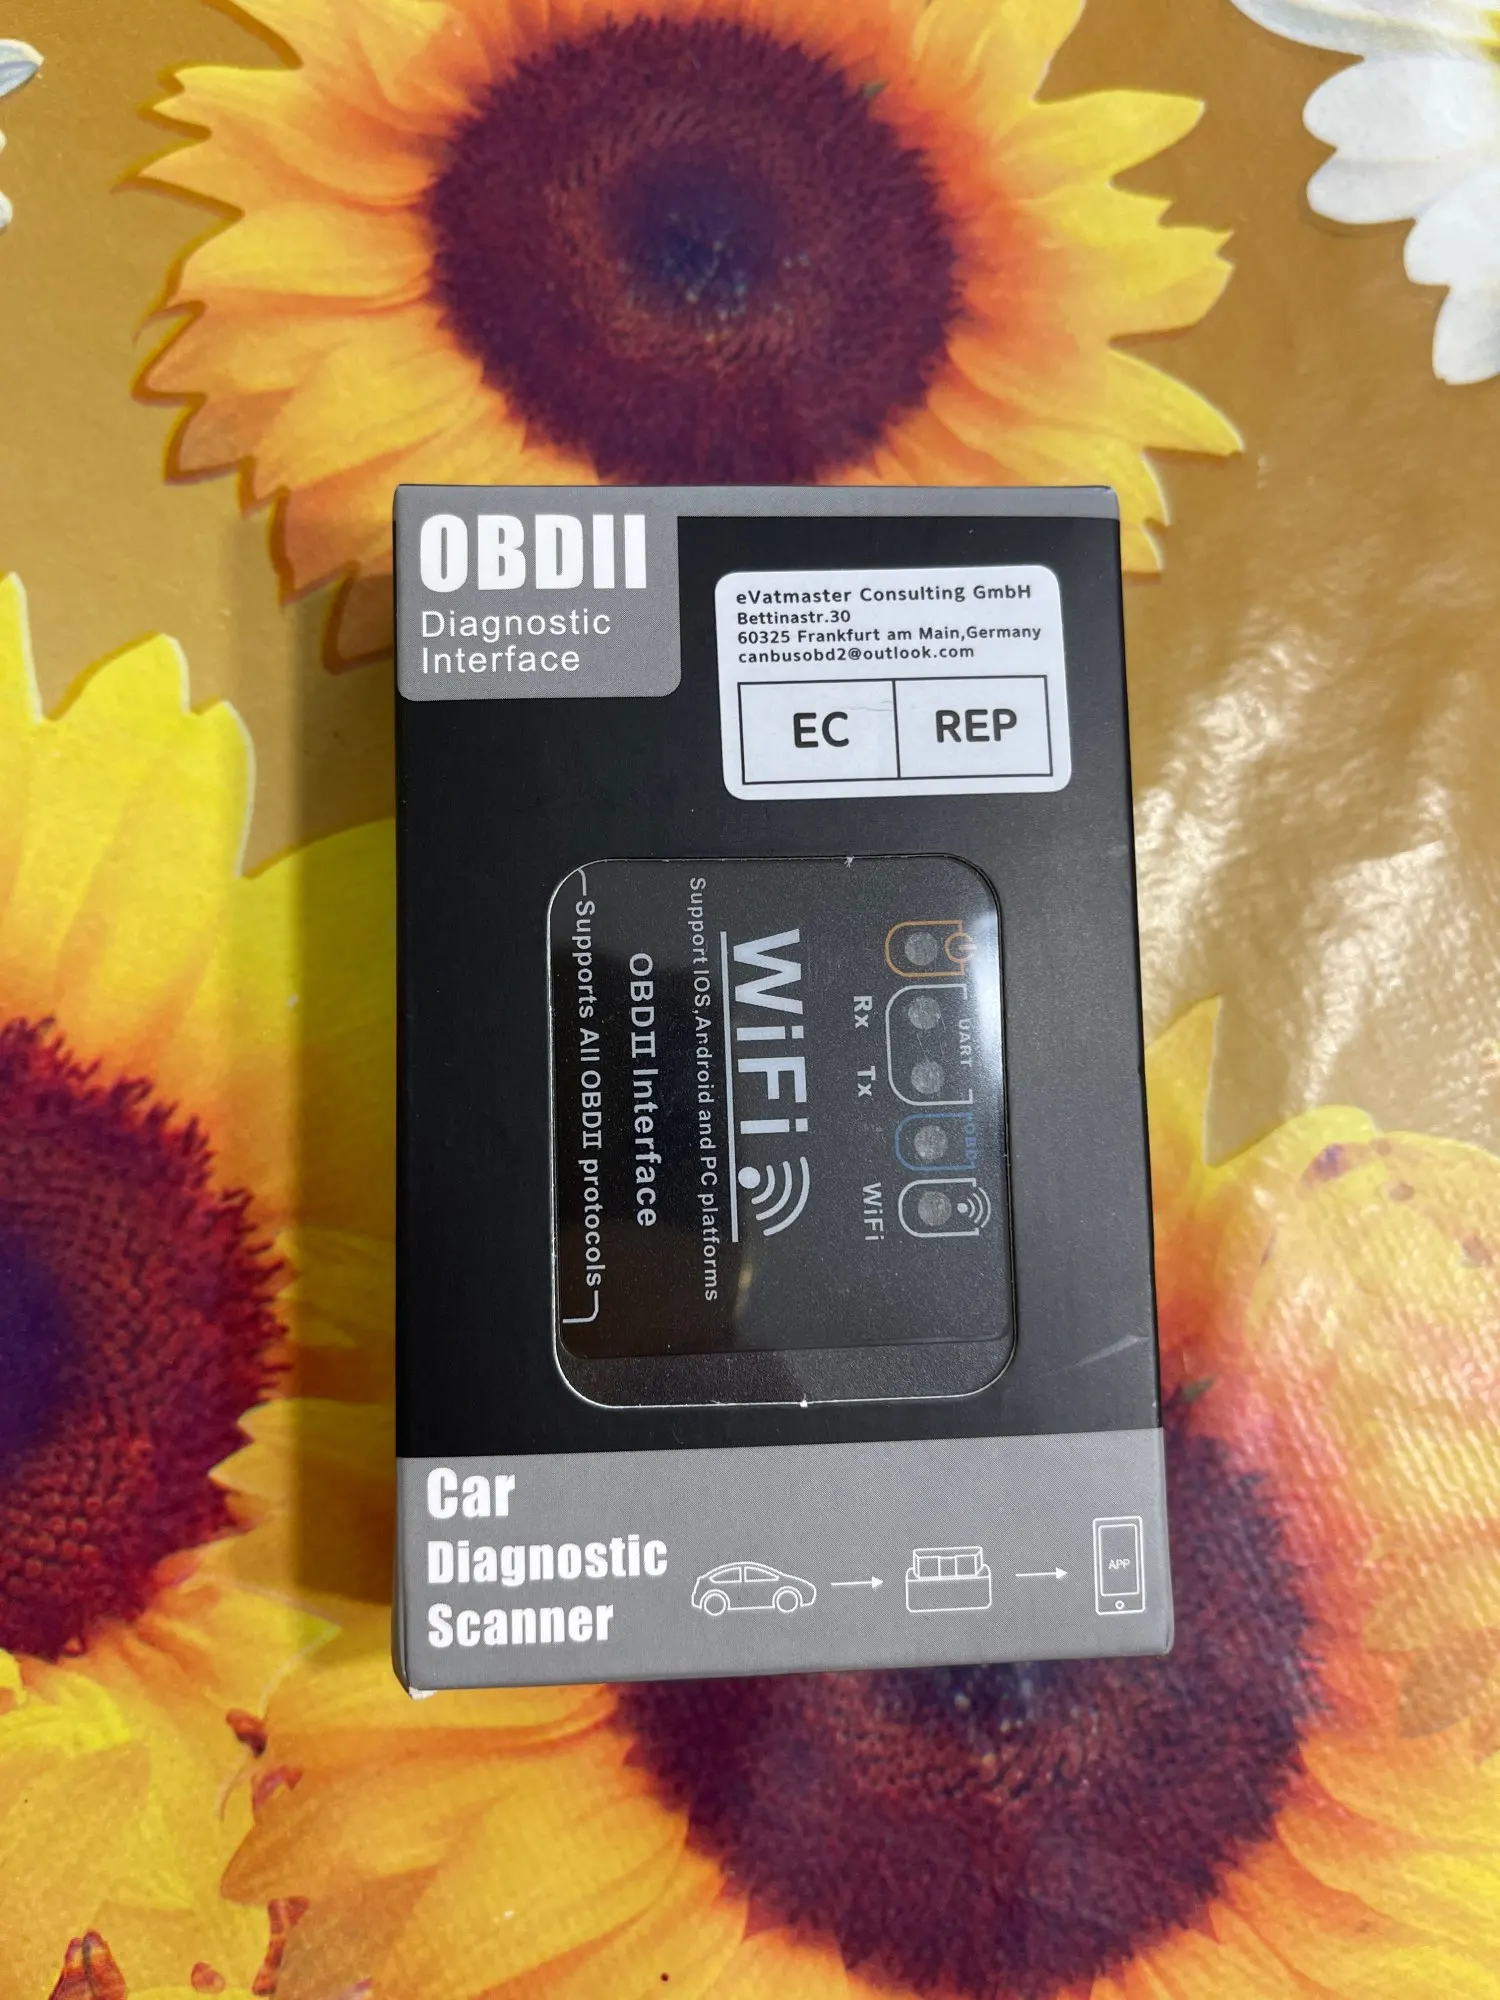 OBDII
Diagnostic
Interface
eVatmaster Consulting GmbH
Bettinastr.30
60325 Frankfurt am Main,Germany
canbusobd2@outlook.com
EC
REP
UART
Rx
Tx
WiFi
WiFi
Support IOS,Android and PC platforms
OBDII Interface
Supports All OBDII protocols
Car
Diagnostic
Scanner
APP